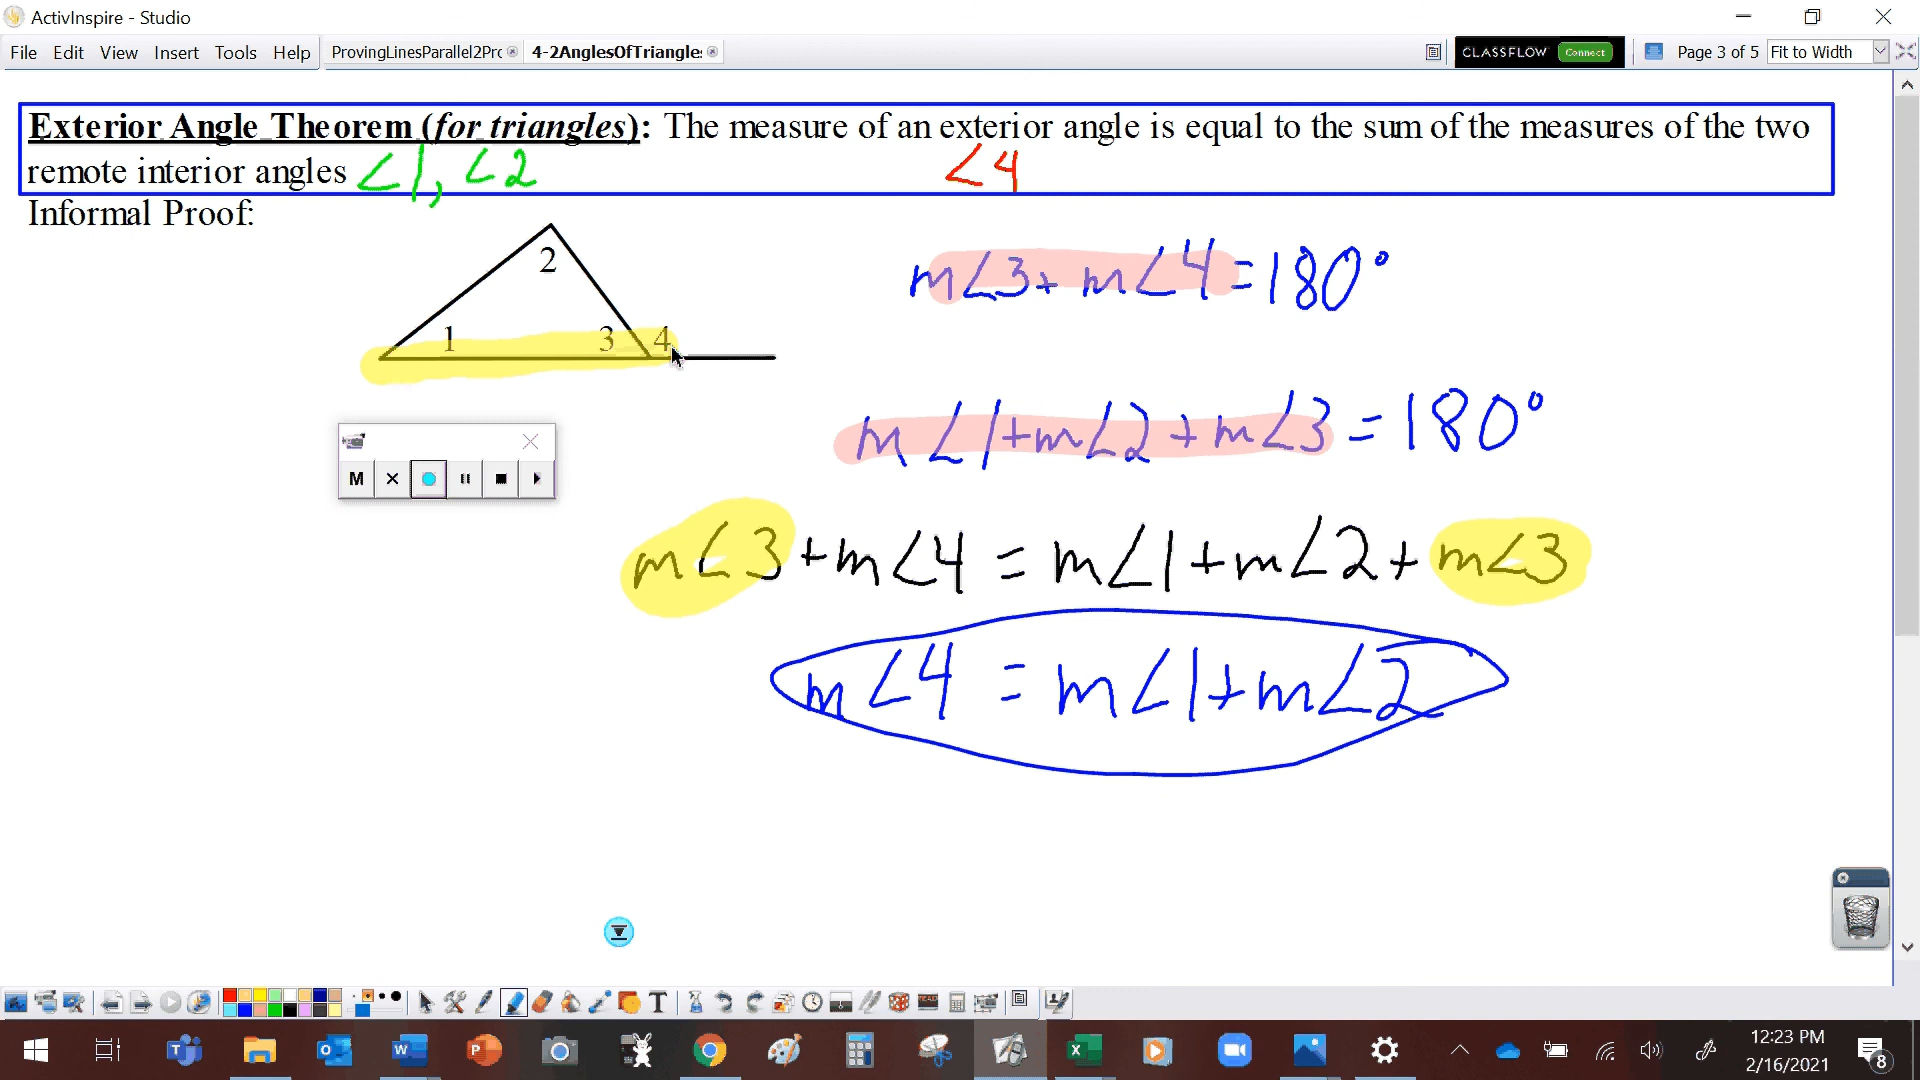 ActivInspire - Studio
File Edit View Insert Tools Help ProvingLinesParallel2Prc 4-2AnglesOfTriangles CLASSFLOW Connect Page 3 of 5 Fit to Width
Exterior Angle Theorem (for triangles): The measure of an exterior angle is equal to the sum of the measures of the two
remote interior angles ∠1, ∠2 ∠4
Informal Proof:
2
1 3 4
m∠3 + m∠4 = 180°
m∠1 + m∠2 + m∠3 = 180°
M
m∠3 + m∠4 = m∠1 + m∠2 + m∠3
m∠4 = m∠1 + m∠2
T
12:23 PM
2/16/2021
8